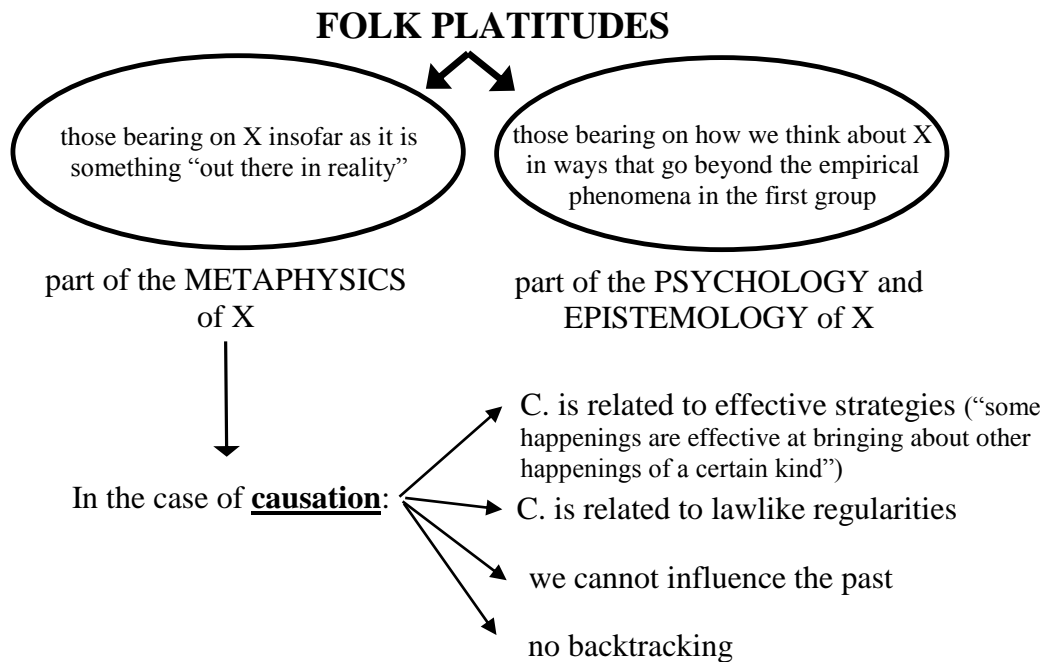 FOLK PLATITUDES
those bearing on X insofar as it is
something “out there in reality”
those bearing on how we think about X
in ways that go beyond the empirical
phenomena in the first group
part of the METAPHYSICS
of X
part of the PSYCHOLOGY and
EPISTEMOLOGY of X
In the case of causation:
C. is related to effective strategies (“some
happenings are effective at bringing about other
happenings of a certain kind”)
C. is related to lawlike regularities
we cannot influence the past
no backtracking